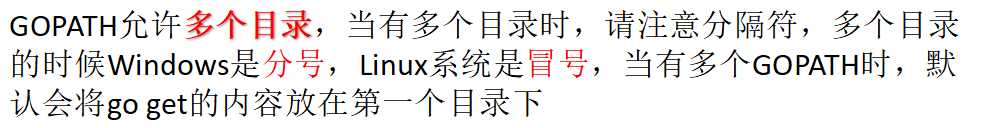 GOPATH允许多个目录，当有多个目录时，请注意分隔符，多个目录
的时候Windows是分号，Linux系统是冒号，当有多个GOPATH时，默
认会将go get的内容放在第一个目录下